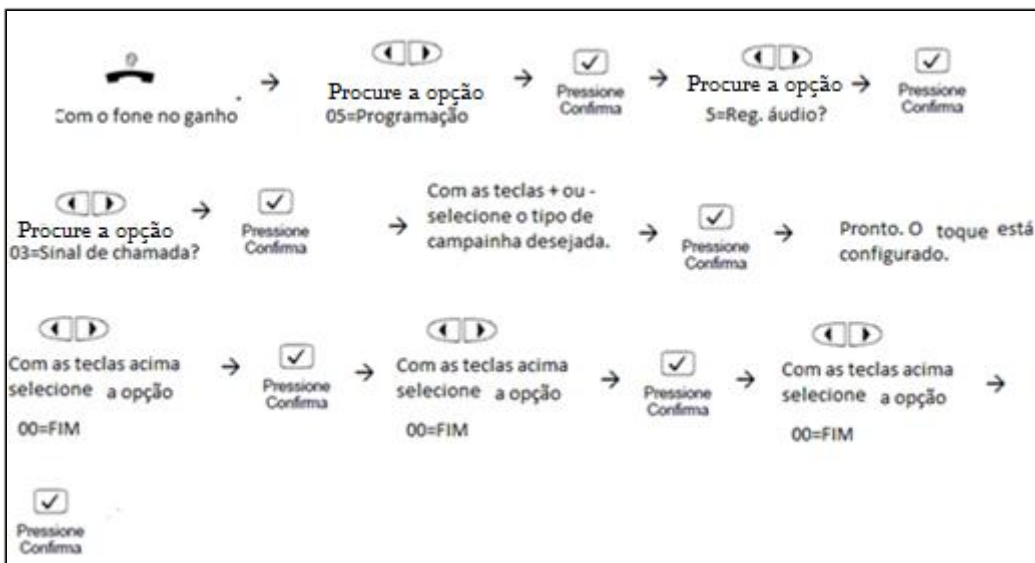 Com o fone no ganho
→
Procure a opção
05=Programação
→
Pressione
Confirma
→
Procure a opção
5=Reg. áudio?
→
Pressione
Confirma
Procure a opção
03=Sinal de chamada?
→
Pressione
Confirma
→
Com as teclas + ou -
selecione o tipo de
campainha desejada.
→
Pressione
Confirma
→
Pronto. O toque está
configurado.
Com as teclas acima
selecione a opção
00=FIM
→
Pressione
Confirma
→
Com as teclas acima
selecione a opção
00=FIM
→
Pressione
Confirma
→
Com as teclas acima
selecione a opção
00=FIM
→
Pressione
Confirma